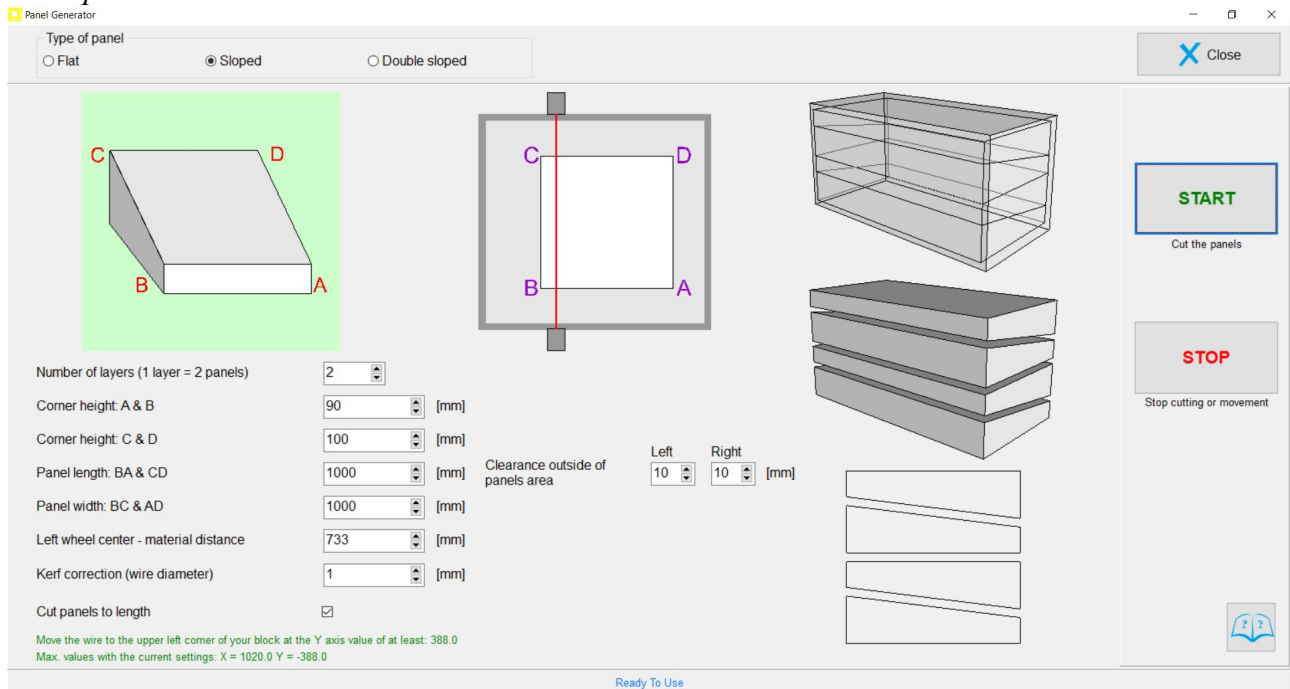 Panel Generator
Type of panel
Flat
Sloped
Double sloped
Close
C
D
B
A
C
D
B
A
START
Cut the panels
STOP
Stop cutting or movement
Number of layers (1 layer = 2 panels)
2
Corner height: A & B
90
[mm]
Corner height: C & D
100
[mm]
Panel length: BA & CD
1000
[mm]
Panel width: BC & AD
1000
[mm]
Left wheel center - material distance
733
[mm]
Kerf correction (wire diameter)
1
[mm]
Cut panels to length
Clearance outside of
panels area
Left
Right
10
10
[mm]
Move the wire to the upper left corner of your block at the Y axis value of at least: 388.0
Max. values with the current settings: X = 1020.0 Y = -388.0
? ?
Ready To Use